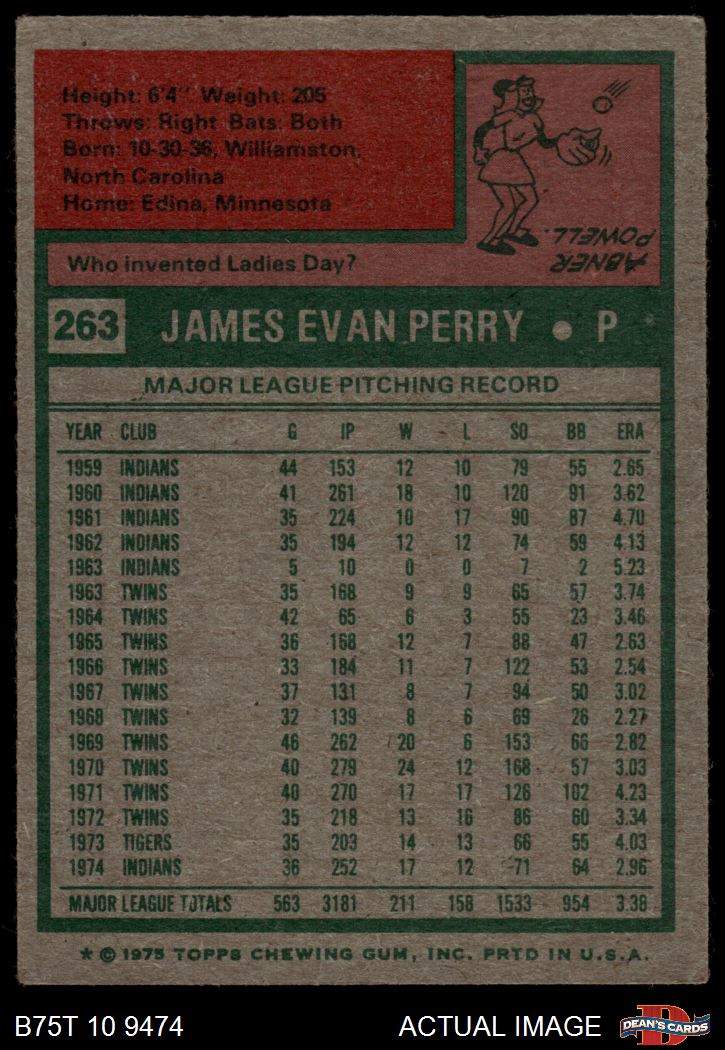 Height: 6'4" Weight: 205
Throws: Right Bats: Both
Born: 10-30-36, Williamston,
North Carolina
Home: Edina, Minnesota
Who invented Ladies Day?
ABNER
POWELL.
263 JAMES EVAN PERRY • P
MAJOR LEAGUE PITCHING RECORD
YEAR CLUB G IP W L SO BB ERA
1959 INDIANS 44 153 12 10 79 55 2.65
1960 INDIANS 41 261 18 10 120 91 3.62
1961 INDIANS 35 224 10 17 90 87 4.70
1962 INDIANS 35 194 12 12 74 59 4.13
1963 INDIANS 5 10 0 0 7 2 5.23
1963 TWINS 35 168 9 9 65 57 3.74
1964 TWINS 42 65 6 3 55 23 3.46
1965 TWINS 36 168 12 7 88 47 2.63
1966 TWINS 33 184 11 7 122 53 2.54
1967 TWINS 37 131 8 7 94 50 3.02
1968 TWINS 32 139 8 6 69 26 2.27
1969 TWINS 46 262 20 6 153 66 2.82
1970 TWINS 40 279 24 12 168 57 3.03
1971 TWINS 40 270 17 17 126 102 4.23
1972 TWINS 35 218 13 16 86 60 3.34
1973 TIGERS 35 203 14 13 66 55 4.03
1974 INDIANS 36 252 17 12 71 64 2.96
MAJOR LEAGUE TOTALS 563 3181 211 158 1533 954 3.38
* © 1975 TOPPS CHEWING GUM, INC. PRTD IN U.S.A.
B75T 10 9474 ACTUAL IMAGE D DEAN'S CARDS